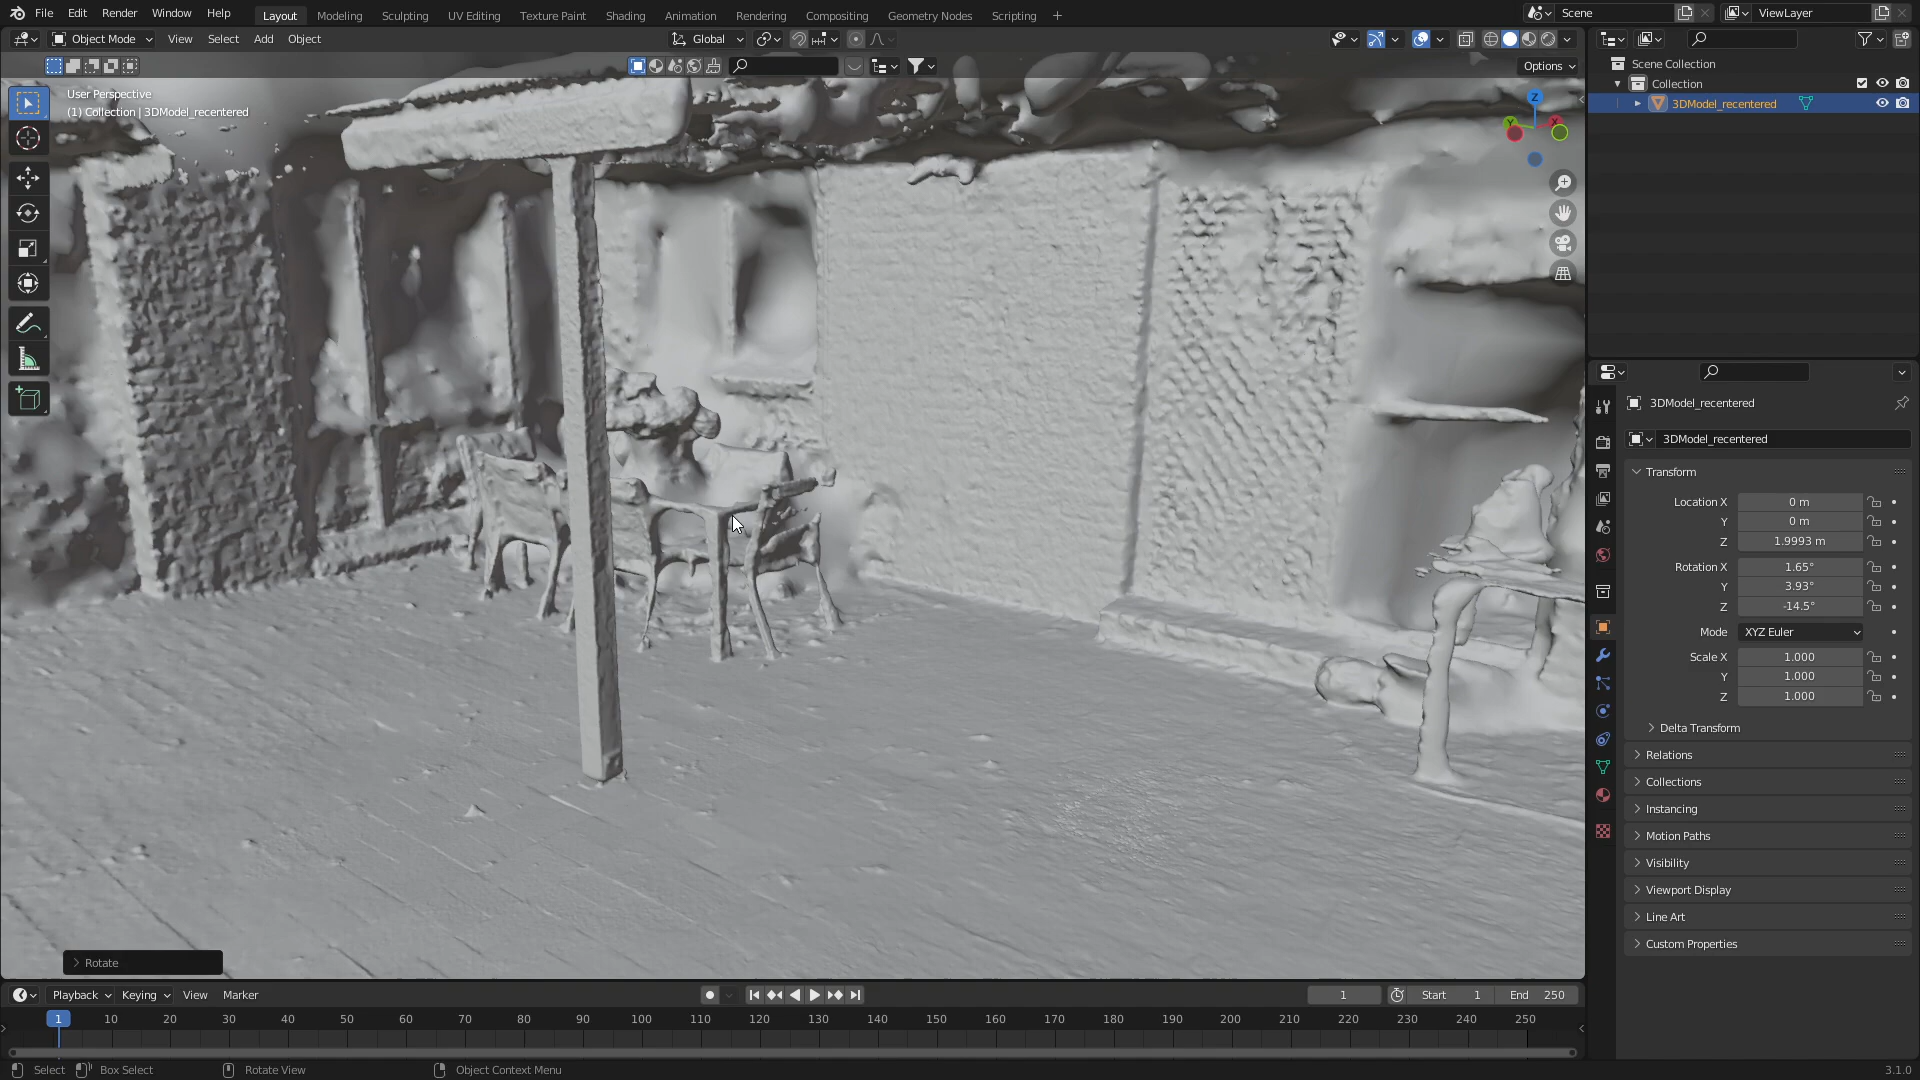 File Edit Render Window Help Layout Modeling Sculpting UV Editing Texture Paint Shading Animation Rendering Compositing Geometry Nodes Scripting + Scene ViewLayer
Object Mode View Select Add Object Global
Options
User Perspective
(1) Collection | 3DModel_recentered
Z
Y
X
Rotate
Scene Collection
Collection
3DModel_recentered
3DModel_recentered
3DModel_recentered
Transform
Location X 0 m
Y 0 m
Z 1.9993 m
Rotation X 1.65°
Y 3.93°
Z -14.5°
Mode XYZ Euler
Scale X 1.000
Y 1.000
Z 1.000
Delta Transform
Relations
Collections
Instancing
Motion Paths
Visibility
Viewport Display
Line Art
Custom Properties
Playback Keying View Marker 1 Start 1 End 250
1 10 20 30 40 50 60 70 80 90 100 110 120 130 140 150 160 170 180 190 200 210 220 230 240 250
Select Box Select Rotate View Object Context Menu 3.1.0